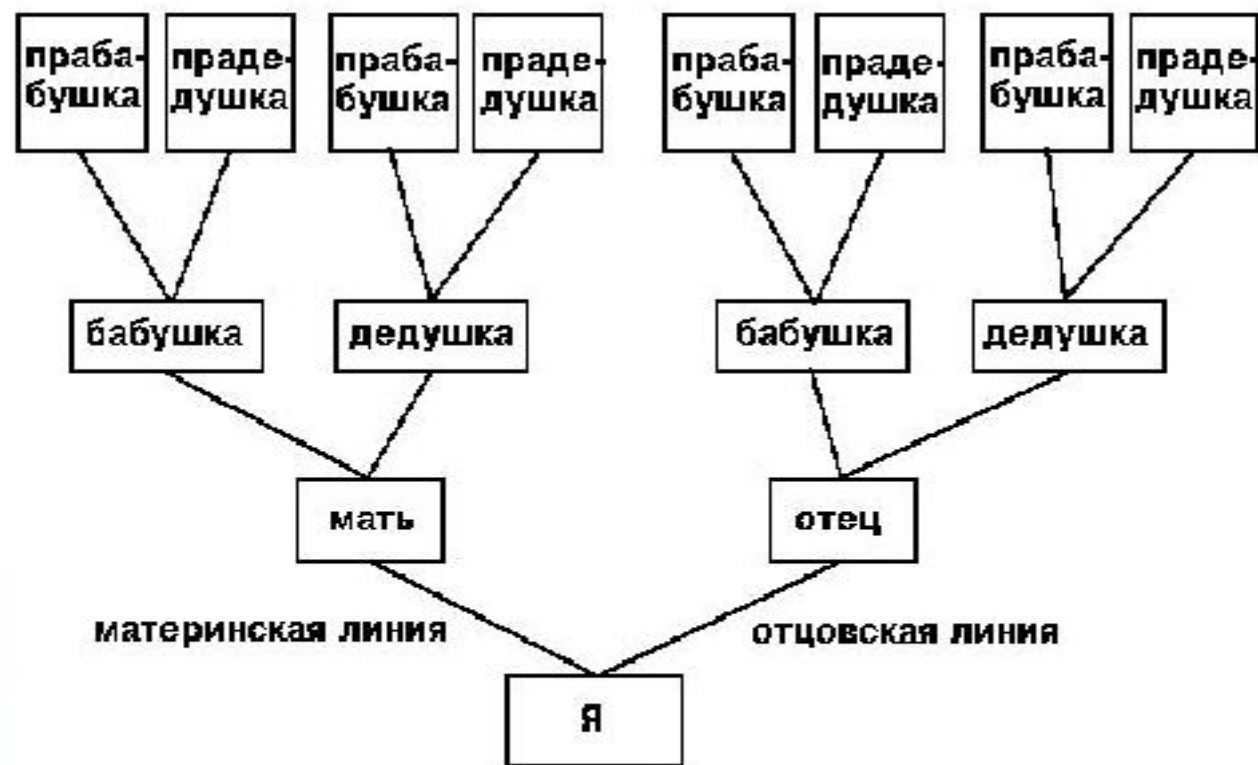 праба-
бушка
праде-
душка
праба-
бушка
праде-
душка
праба-
бушка
праде-
душка
праба-
бушка
праде-
душка
бабушка
дедушка
бабушка
дедушка
мать
отец
материнская линия
отцовская линия
Я